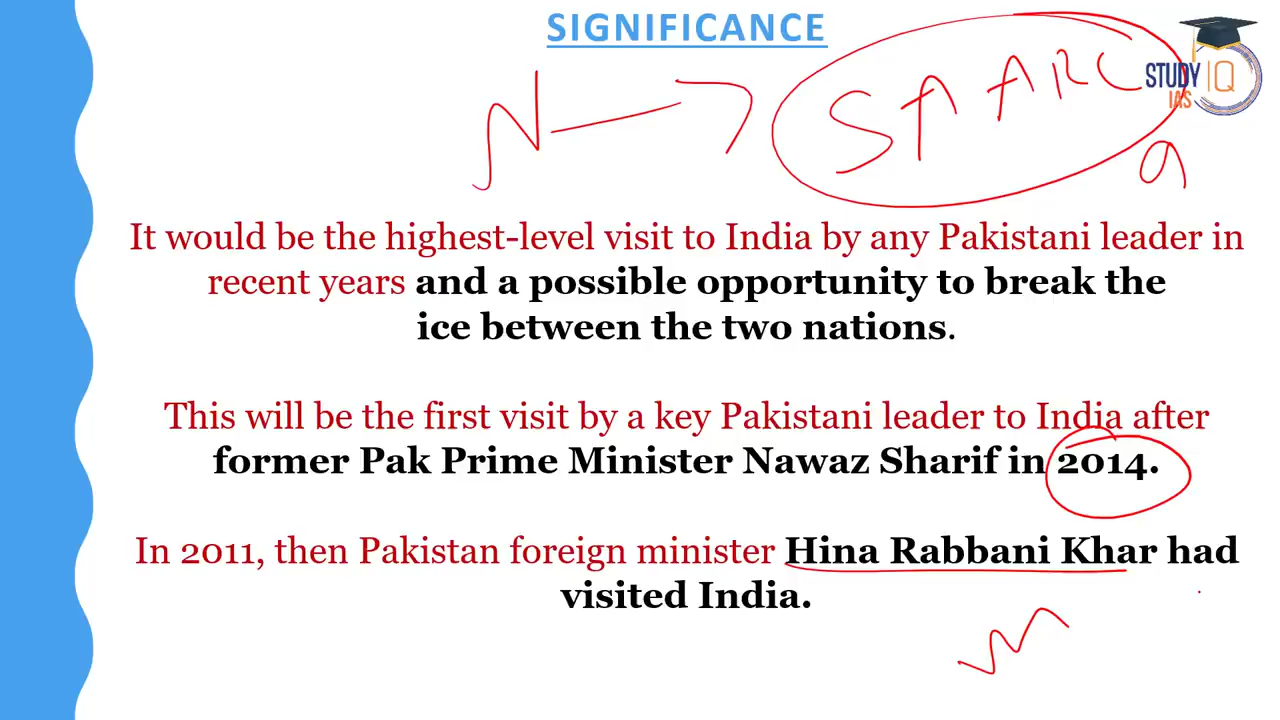 SIGNIFICANCE
STUDY IQ
IAS
N
SAARC
a
It would be the highest-level visit to India by any Pakistani leader in
recent years and a possible opportunity to break the
ice between the two nations.
This will be the first visit by a key Pakistani leader to India after
former Pak Prime Minister Nawaz Sharif in 2014.
In 2011, then Pakistan foreign minister Hina Rabbani Khar had
visited India.